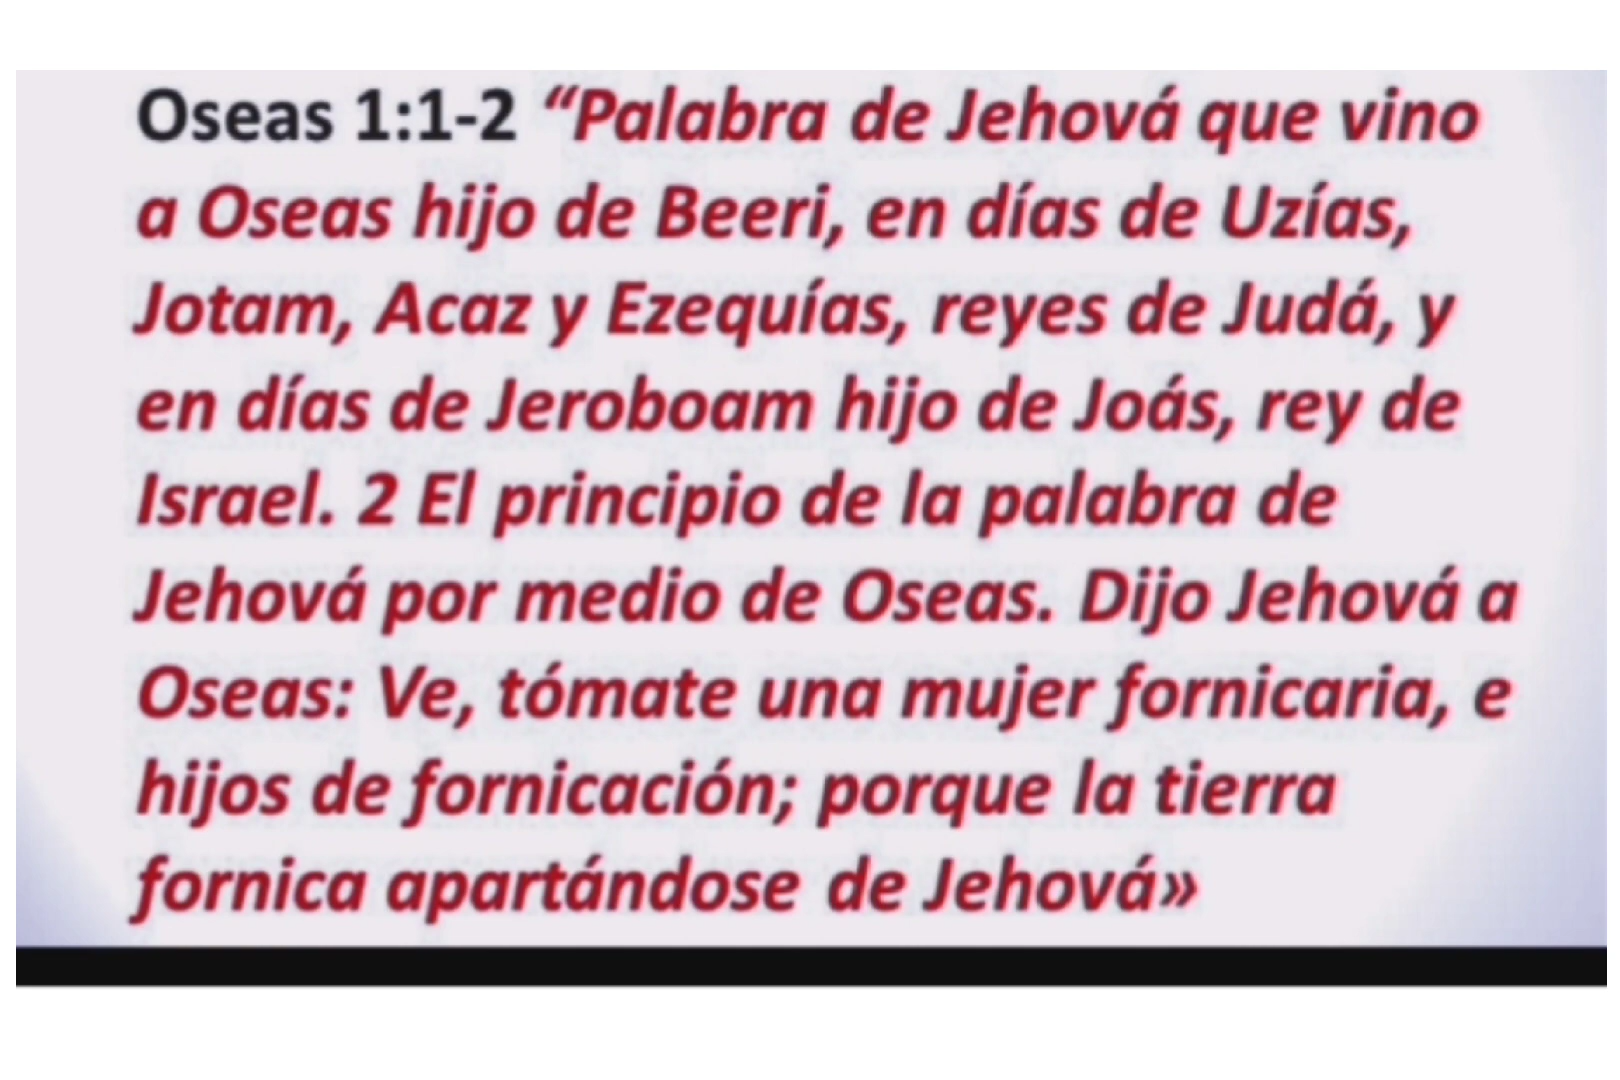 Oseas 1:1-2 “Palabra de Jehová que vino
a Oseas hijo de Beeri, en días de Uzías,
Jotam, Acaz y Ezequías, reyes de Judá, y
en días de Jeroboam hijo de Joás, rey de
Israel. 2 El principio de la palabra de
Jehová por medio de Oseas. Dijo Jehová a
Oseas: Ve, tómate una mujer fornicaria, e
hijos de fornicación; porque la tierra
fornica apartándose de Jehová»